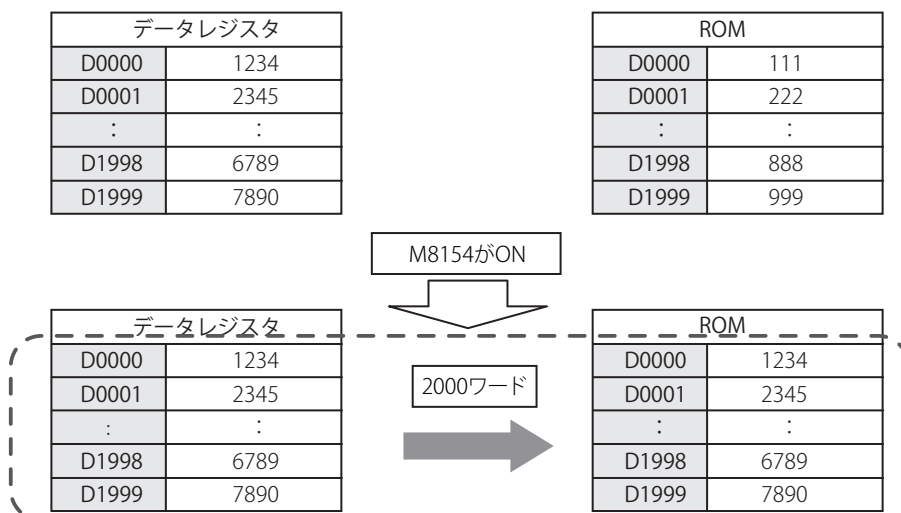 データレジスタ
D0000 1234
D0001 2345
: :
D1998 6789
D1999 7890
ROM
D0000 111
D0001 222
: :
D1998 888
D1999 999
M8154がON
データレジスタ
D0000 1234
D0001 2345
: :
D1998 6789
D1999 7890
2000ワード
ROM
D0000 1234
D0001 2345
: :
D1998 6789
D1999 7890